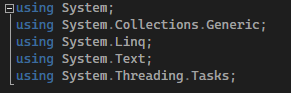 using System;
using System.Collections.Generic;
using System.Linq;
using System.Text;
using System.Threading.Tasks;